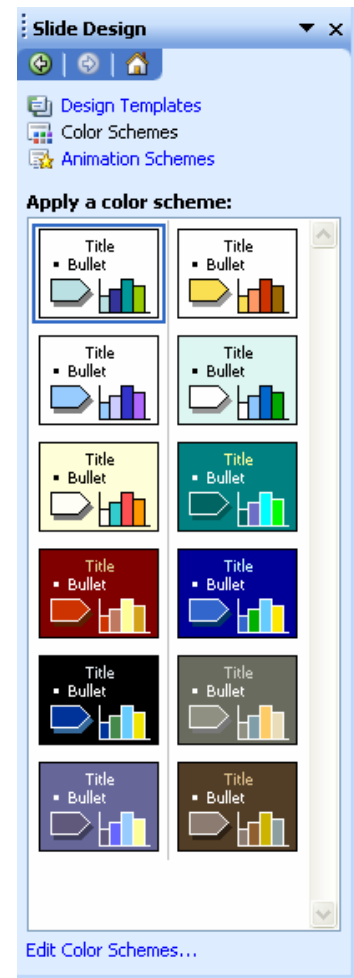 Slide Design
Design Templates
Color Schemes
Animation Schemes
Apply a color scheme:
Title
▪ Bullet
Title
▪ Bullet
Title
▪ Bullet
Title
▪ Bullet
Title
▪ Bullet
Title
▪ Bullet
Title
▪ Bullet
Title
▪ Bullet
Title
▪ Bullet
Title
▪ Bullet
Title
▪ Bullet
Title
▪ Bullet
Edit Color Schemes...